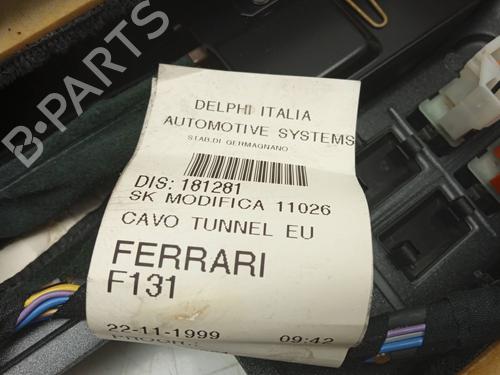 B-PARTS
DELPHI ITALIA
AUTOMOTIVE SYSTEMS
STAB.DI GERMAGNANO
DIS: 181281
SK MODIFICA 11026
CAVO TUNNEL EU
FERRARI
F131
22-11-1999 09:42
PROGR.: